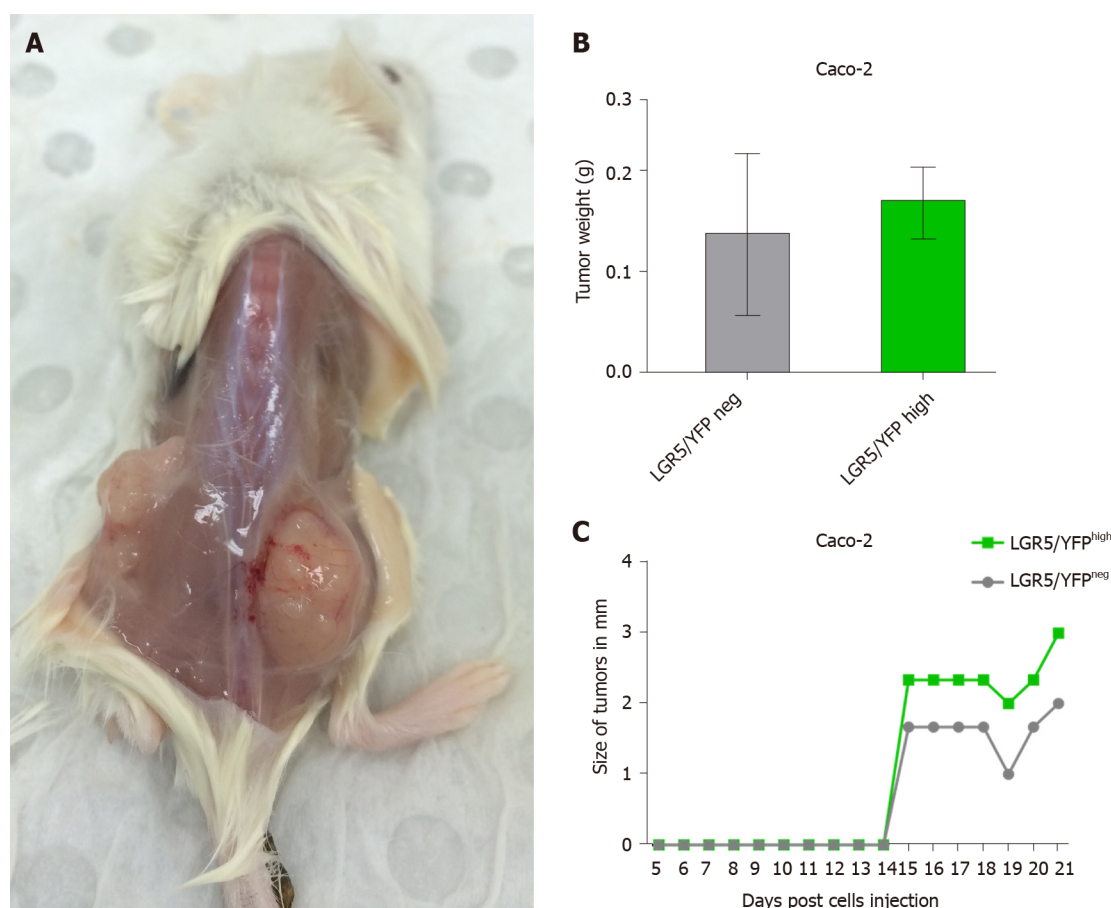 A
B
Caco-2
Tumor weight (g)
0.3
0.2
0.1
0.0
LGR5/YFP neg
LGR5/YFP high
C
Caco-2
LGR5/YFPhigh
LGR5/YFPneg
Size of tumors in mm
4
3
2
1
0
5 6 7 8 9 10 11 12 13 14 15 16 17 18 19 20 21
Days post cells injection